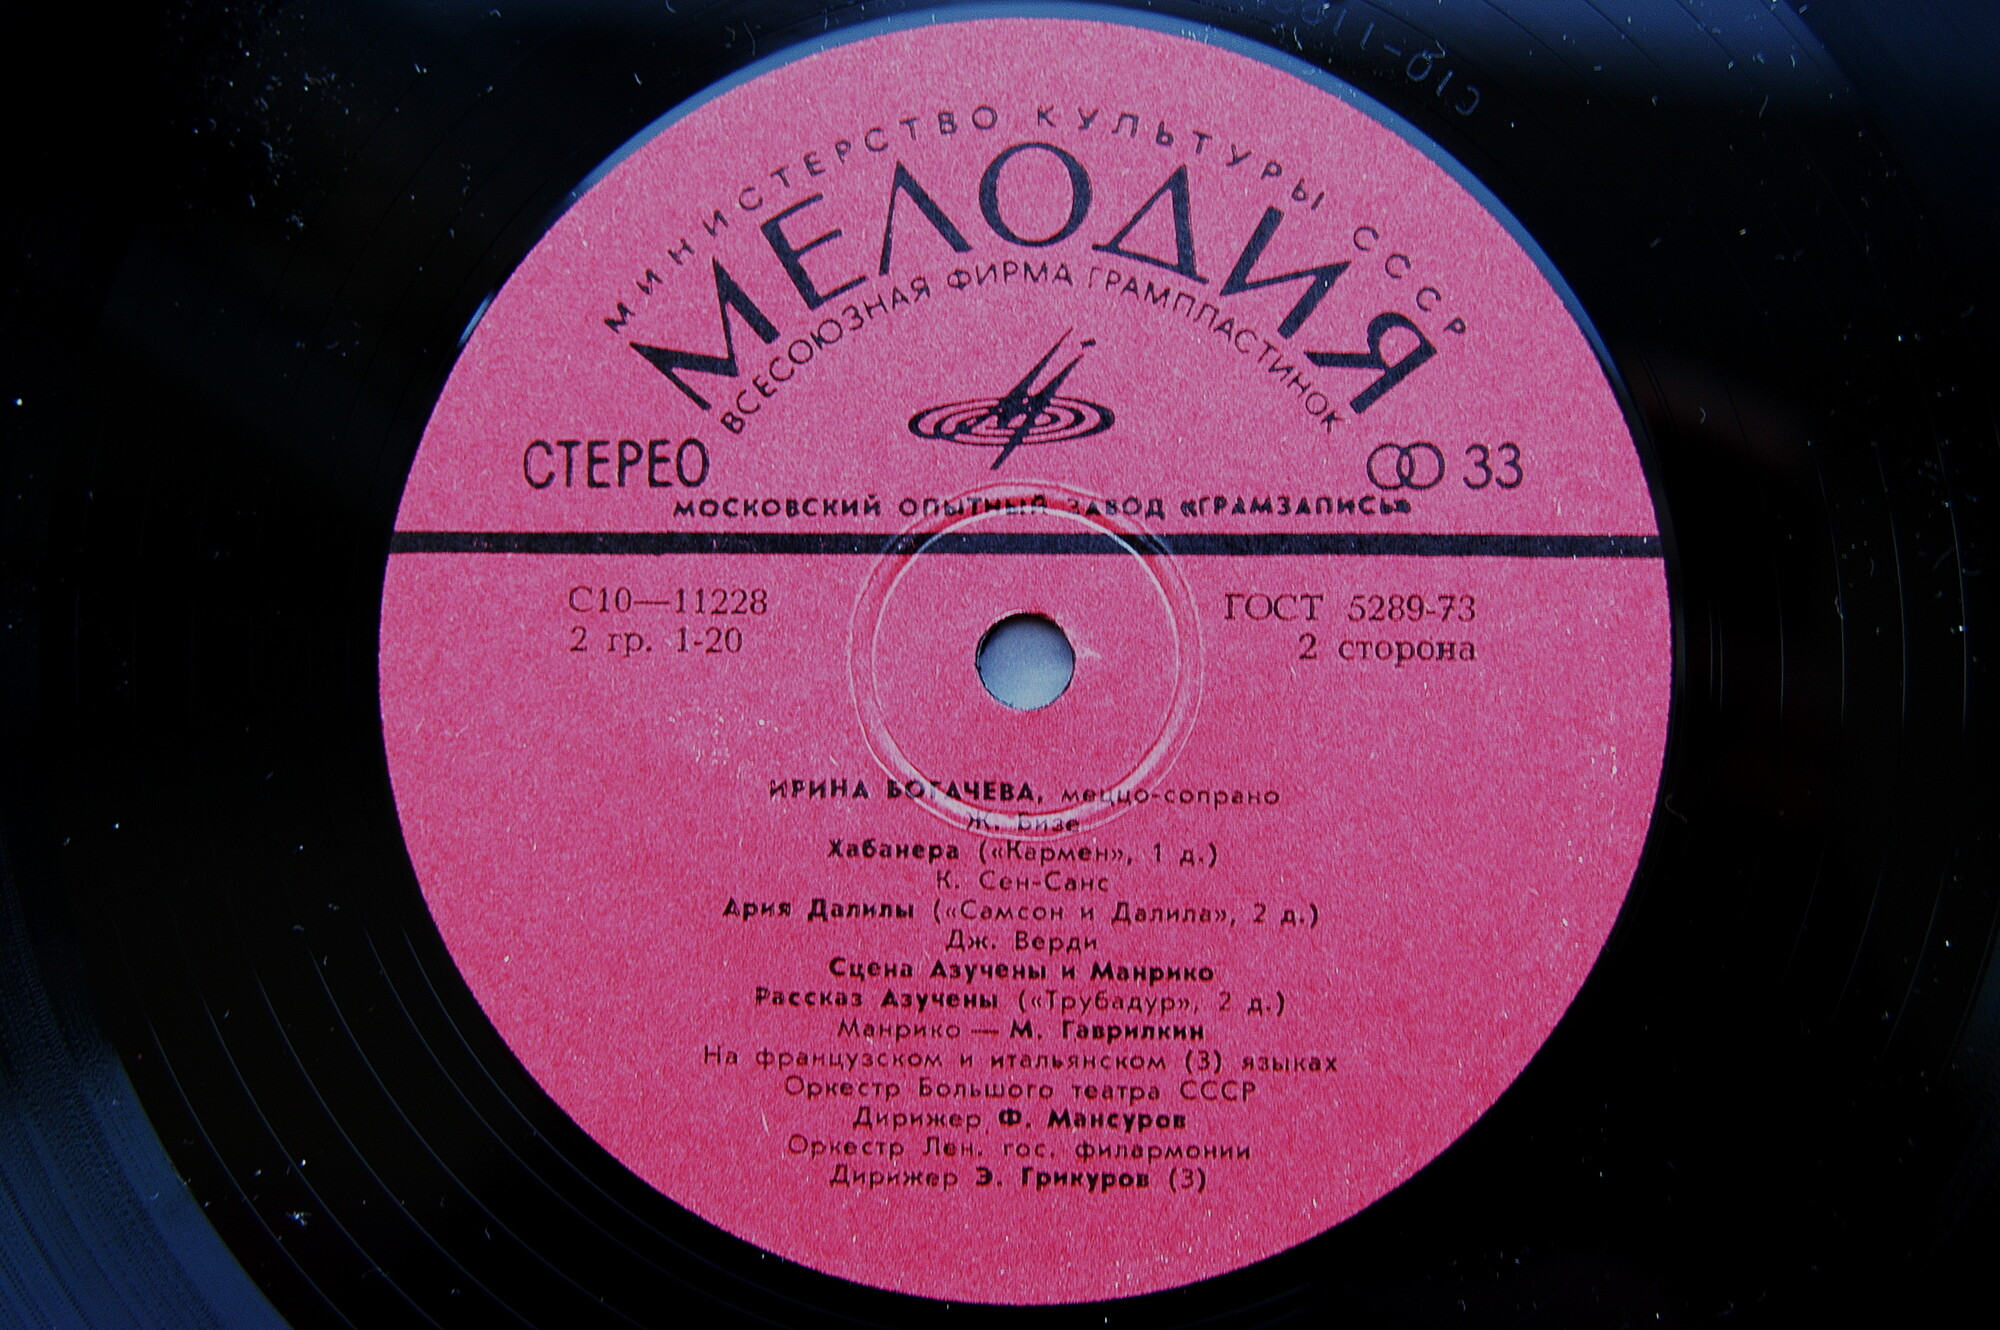 МИНИСТЕРСТВО КУЛЬТУРЫ СССР
МЕЛОДИЯ
ВСЕСОЮЗНАЯ ФИРМА ГРАМПЛАСТИНОК
СТЕРЕО
33
МОСКОВСКИЙ ОПЫТНЫЙ ЗАВОД «ГРАМЗАПИСЬ»
С10—11228
2 гр. 1-20
ГОСТ 5289-73
2 сторона
ИРИНА БОГАЧЕВА, меццо-сопрано
Ж. Бизе
Хабанера («Кармен», 1 д.)
К. Сен-Санс
Ария Далилы («Самсон и Далила», 2 д.)
Дж. Верди
Сцена Азучены и Манрико
Рассказ Азучены («Трубадур», 2 д.)
Манрико — М. Гаврилкин
На французском и итальянском (3) языках
Оркестр Большого театра СССР
Дирижер Ф. Мансуров
Оркестр Лен. гос. филармонии
Дирижер Э. Грикуров (3)